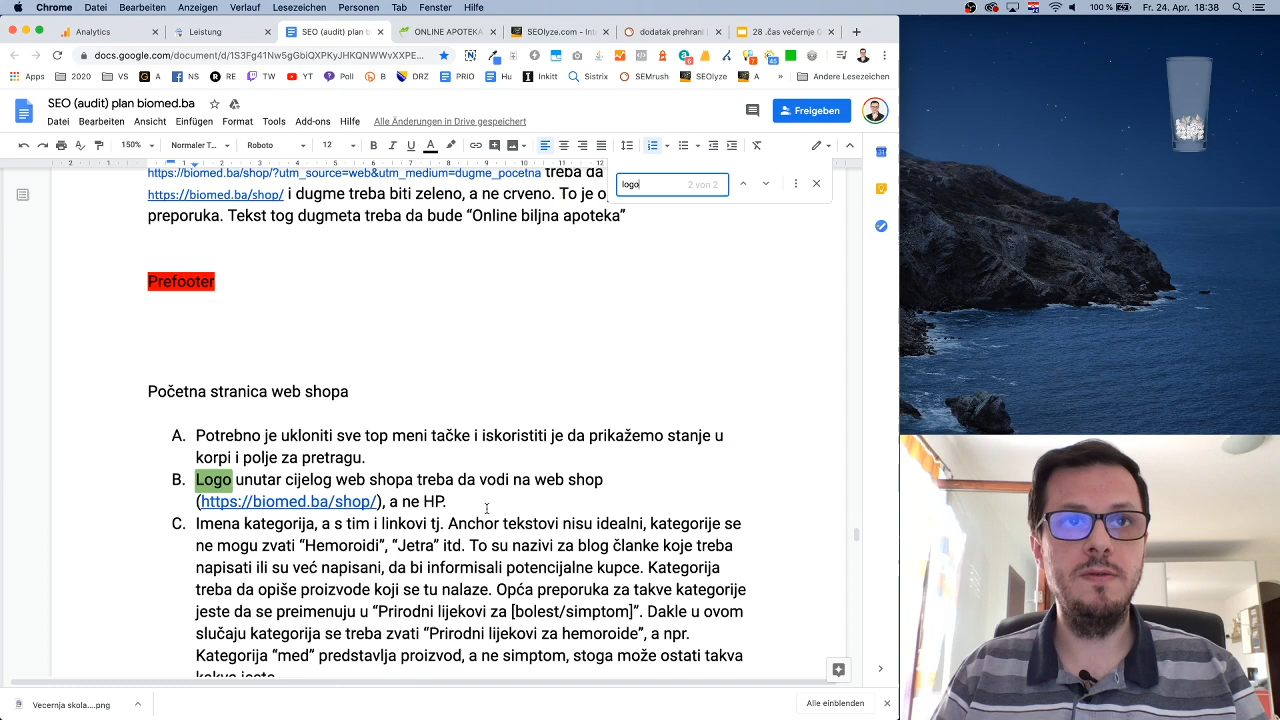 Chrome Datei Bearbeiten Anzeigen Verlauf Lesezeichen Personen Tab Fenster Hilfe 100 % Fr. 24. Apr. 18:38
Analytics Leistung SEO (audit) plan b ONLINE APOTEKA SEOlyze.com - Int dodatak prehrani 28 .čas večernje
docs.google.com/document/d/1S3Fg41Nw5gGbiQXPKyJHKQNWWvXXPE...
Apps 2020 VS A NS RE TW YT Poll B DRZ PRIO Hu Inkitt Sistrix SEMrush SEOlyze A » Andere Lesezeichen
SEO (audit) plan biomed.ba
Datei Bearbeiten Ansicht Einfügen Format Tools Add-ons Hilfe Alle Änderungen in Drive gespeichert
Freigeben
150% Normaler T... Roboto 12
logo 2 von 2
https://biomed.ba/shop/?utm_source=web&utm_medium=dugme_pocetna treba da
https://biomed.ba/shop/ i dugme treba biti zeleno, a ne crveno. To je o
preporuka. Tekst tog dugmeta treba da bude “Online biljna apoteka”
Prefooter
Početna stranica web shopa
A. Potrebno je ukloniti sve top meni tačke i iskoristiti je da prikažemo stanje u
korpi i polje za pretragu.
B. Logo unutar cijelog web shopa treba da vodi na web shop
(https://biomed.ba/shop/), a ne HP.
C. Imena kategorija, a s tim i linkovi tj. Anchor tekstovi nisu idealni, kategorije se
ne mogu zvati “Hemoroidi”, “Jetra” itd. To su nazivi za blog članke koje treba
napisati ili su već napisani, da bi informisali potencijalne kupce. Kategorija
treba da opiše proizvode koji se tu nalaze. Opća preporuka za takve kategorije
jeste da se preimenuju u “Prirodni lijekovi za [bolest/simptom]”. Dakle u ovom
slučaju kategorija se treba zvati “Prirodni lijekovi za hemoroide”, a npr.
Kategorija “med” predstavlja proizvod, a ne simptom, stoga može ostati takva
kakva jeste.
Vecernja skola....png Alle einblenden